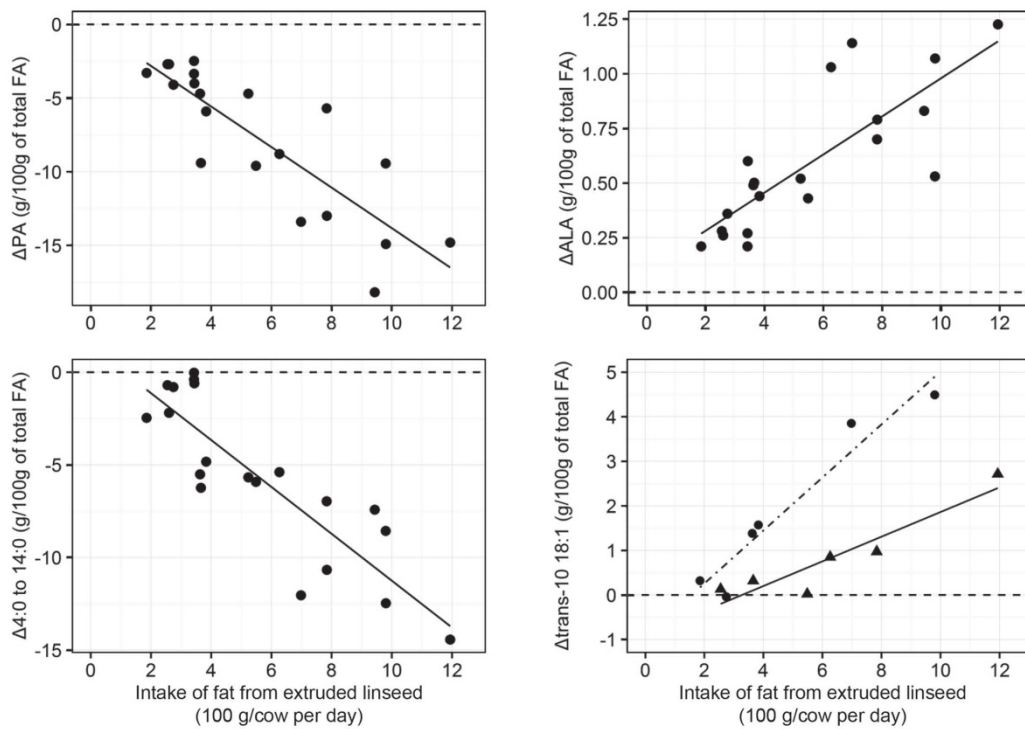 ΔPA (g/100g of total FA)
0
-5
-10
-15
0 2 4 6 8 10 12
ΔALA (g/100g of total FA)
1.25
1.00
0.75
0.50
0.25
0.00
0 2 4 6 8 10 12
Δ4:0 to 14:0 (g/100g of total FA)
0
-5
-10
-15
0 2 4 6 8 10 12
Intake of fat from extruded linseed
(100 g/cow per day)
Δtrans-10 18:1 (g/100g of total FA)
5
4
3
2
1
0
-1
0 2 4 6 8 10 12
Intake of fat from extruded linseed
(100 g/cow per day)